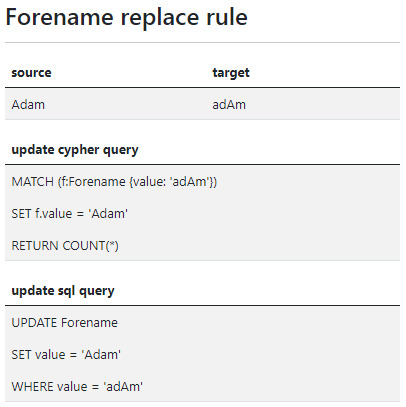 Forename replace rule
source target
Adam adAm
update cypher query
MATCH (f:Forename {value: 'adAm'})
SET f.value = 'Adam'
RETURN COUNT(*)
update sql query
UPDATE Forename
SET value = 'Adam'
WHERE value = 'adAm'